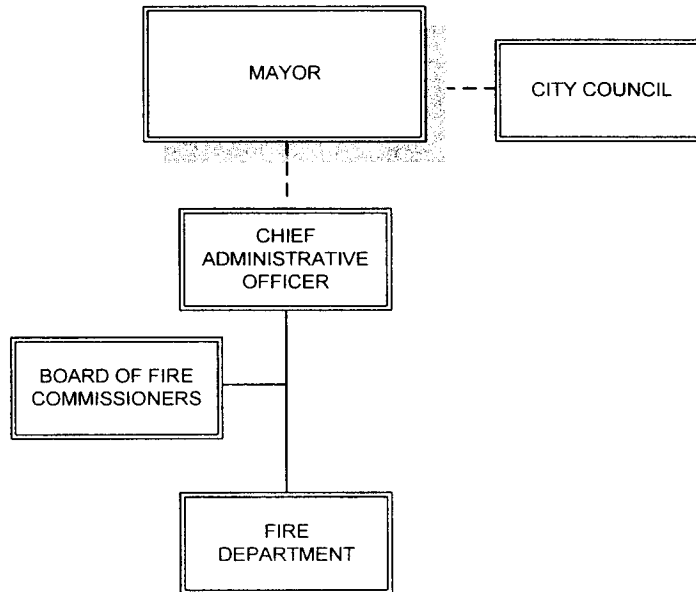 MAYOR
CITY COUNCIL
CHIEF
ADMINISTRATIVE
OFFICER
BOARD OF FIRE
COMMISSIONERS
FIRE
DEPARTMENT